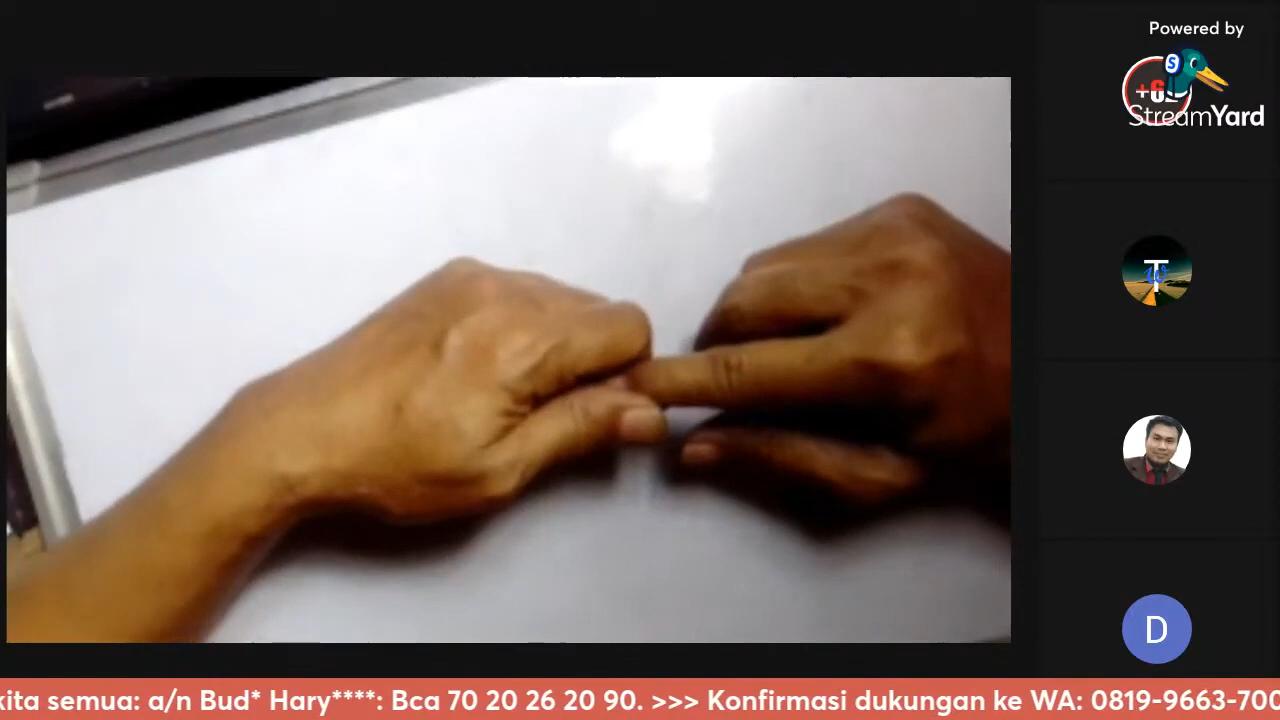 Powered by
S
StreamYard
T
D
kita semua: a/n Bud* Hary****: Bca 70 20 26 20 90. >>> Konfirmasi dukungan ke WA: 0819-9663-700